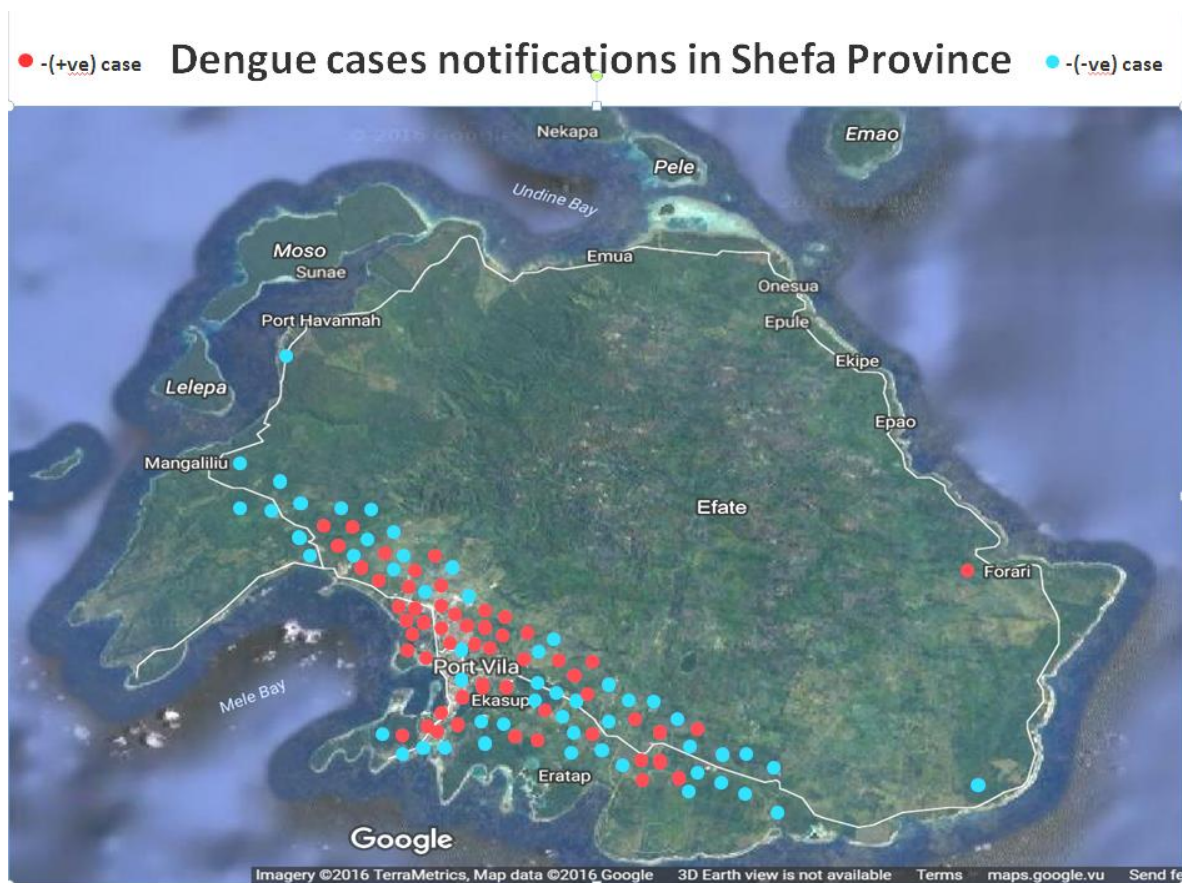 -(+ve) case
Dengue cases notifications in Shefa Province
-(-ve) case
Nekapa
Emao
Pele
Undine Bay
Moso
Sunae
Emua
Onesua
Port Havannah
Epule
Ekipe
Lelepa
Epao
Mangaliliu
Efate
Forari
Port Vila
Mele Bay
Ekasup
Eratap
Google
Imagery ©2016 TerraMetrics, Map data ©2016 Google 3D Earth view is not available Terms maps.google.vu Send fe